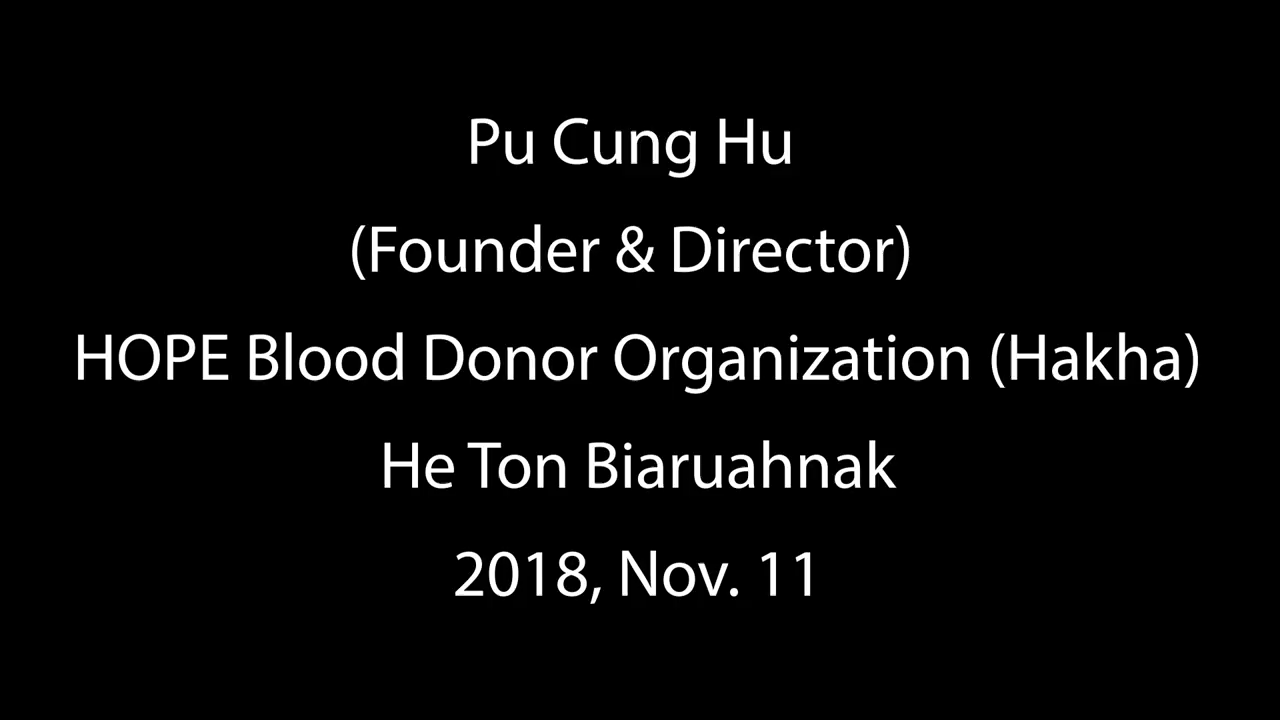 Pu Cung Hu
(Founder & Director)
HOPE Blood Donor Organization (Hakha)
He Ton Biaruahnak
2018, Nov. 11